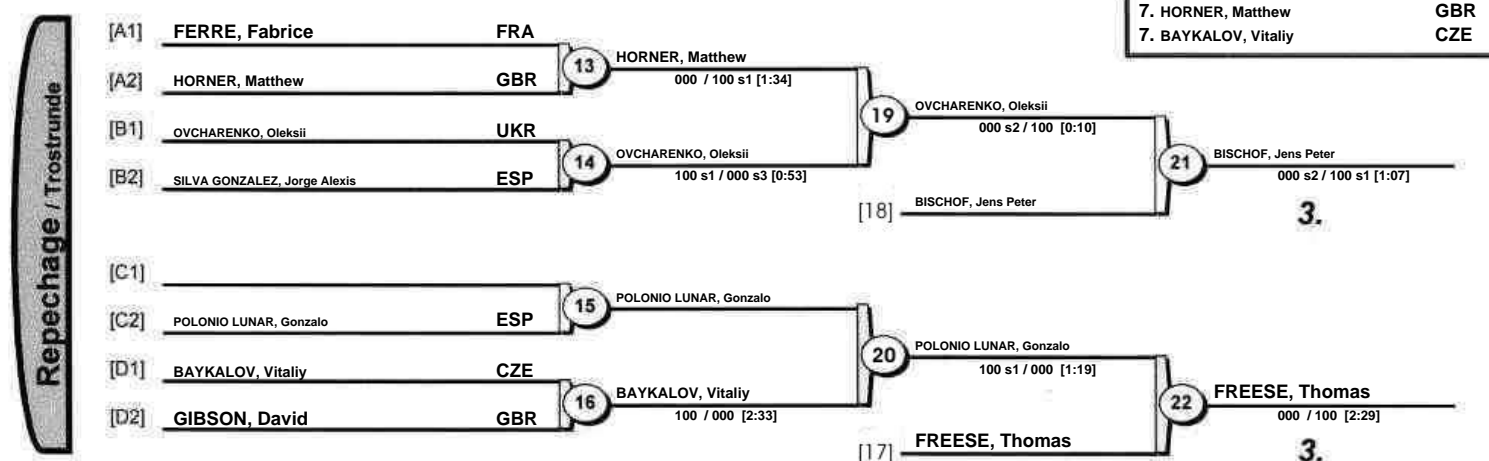 7. HORNER, Matthew GBR
7. BAYKALOV, Vitaliy CZE
Repechage / Trostrunde
[A1] FERRE, Fabrice FRA
13 HORNER, Matthew
000 / 100 s1 [1:34]
[A2] HORNER, Matthew GBR
19 OVCHARENKO, Oleksii
000 s2 / 100 [0:10]
[B1] OVCHARENKO, Oleksii UKR
14 OVCHARENKO, Oleksii
100 s1 / 000 s3 [0:53]
[B2] SILVA GONZALEZ, Jorge Alexis ESP
21 BISCHOF, Jens Peter
000 s2 / 100 s1 [1:07]
[18] BISCHOF, Jens Peter
3.
[C1]
15 POLONIO LUNAR, Gonzalo
[C2] POLONIO LUNAR, Gonzalo ESP
20 POLONIO LUNAR, Gonzalo
100 s1 / 000 [1:19]
[D1] BAYKALOV, Vitaliy CZE
16 BAYKALOV, Vitaliy
100 / 000 [2:33]
[D2] GIBSON, David GBR
22 FREESE, Thomas
000 / 100 [2:29]
[17] FREESE, Thomas
3.